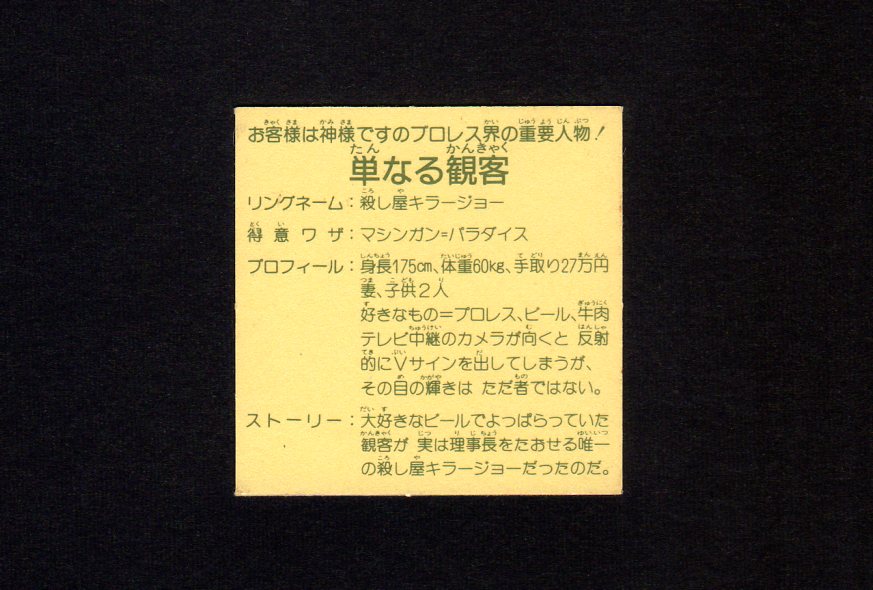 お客様は神様ですのプロレス界の重要人物!
単なる観客
リングネーム:殺し屋キラージョー
得意ワザ:マシンガン=パラダイス
プロフィール:身長175cm、体重60kg、手取り27万円
妻、子供2人
好きなもの=プロレス、ビール、牛肉
テレビ中継のカメラが向くと 反射
的にVサインを出してしまうが、
その目の輝きは ただ者ではない。
ストーリー:大好きなビールでよっぱらっていた
観客が 実は理事長をたおせる唯一
の殺し屋キラージョーだったのだ。